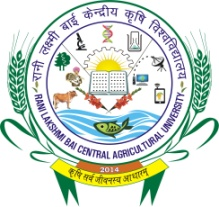 रानी लक्ष्मी बाई केन्द्रीय कृषि विश्वविद्यालय
RANI LAKSHMI BAI CENTRAL AGRICULTURAL UNIVERSITY
2014
कृषि सर्व जीवनस्य आधारम्